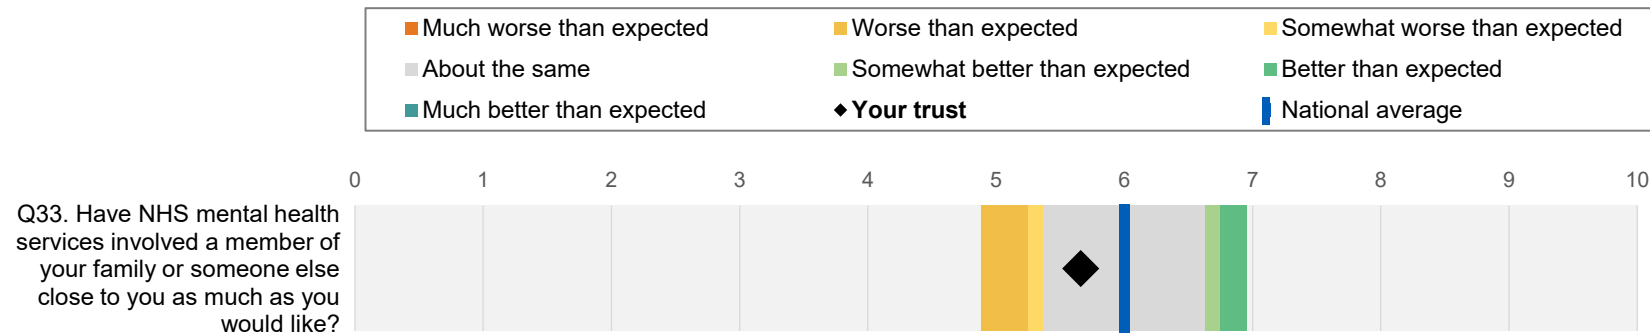 Much worse than expected
Worse than expected
Somewhat worse than expected
About the same
Somewhat better than expected
Better than expected
Much better than expected
Your trust
National average
0 1 2 3 4 5 6 7 8 9 10
Q33. Have NHS mental health
services involved a member of
your family or someone else
close to you as much as you
would like?